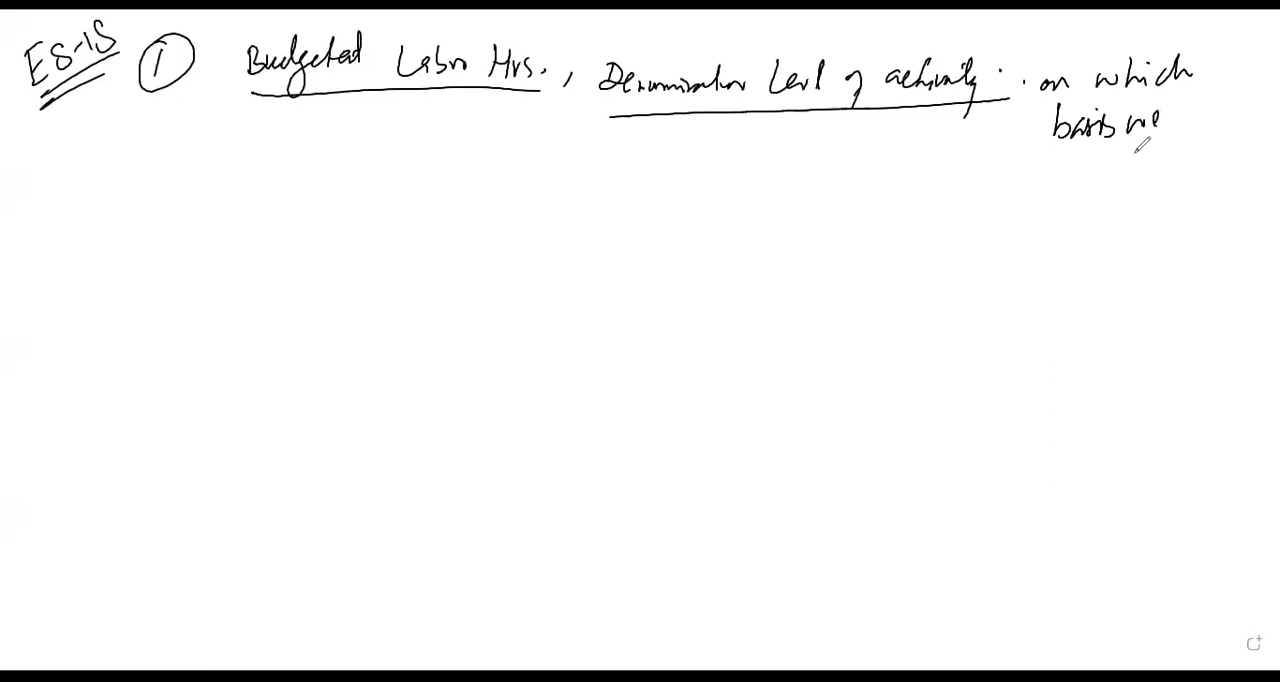 E8-15 ① Budgeted Labor Hrs. , Denominator Level of activity . . on which
basis we